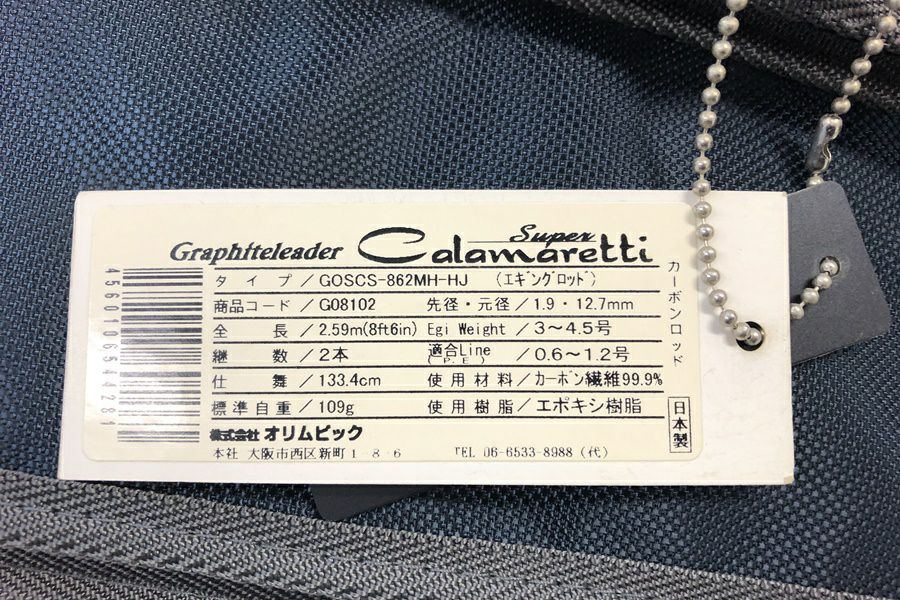 Graphiteleader Super Calamaretti
タイプ/GOSCS-862MH-HJ (エギングロッド)
商品コード/G08102 先径・元径/1.9・12.7mm
全長/2.59m(8ft6in) Egi Weight/3～4.5号
継数/2本 適合Line(P.E)/0.6～1.2号
仕舞/133.4cm 使用材料/カーボン繊維99.9%
標準自重/109g 使用樹脂/エポキシ樹脂
株式会社オリムピック
本社 大阪市西区新町1-8-6 TEL 06-6533-8988 (代)
カーボンロッド
日本製
4560106544281